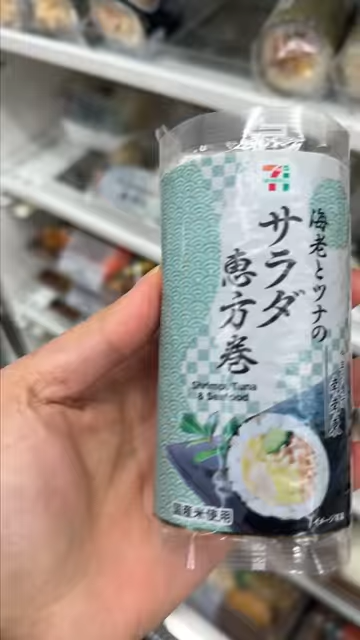 海老とツナの
サラダ
恵方巻
Shrimp, Tuna
& Seafood
国産米使用